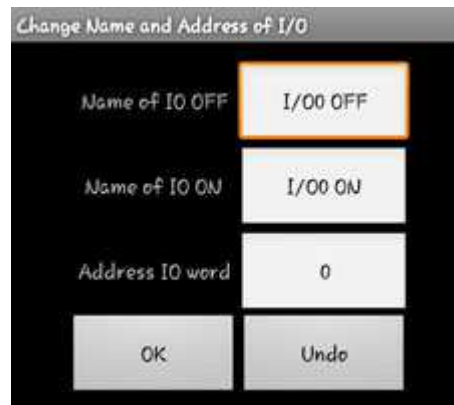 Change Name and Address of I/O
Name of IO OFF I/O0 OFF
Name of IO ON I/O0 ON
Address IO word 0
OK Undo